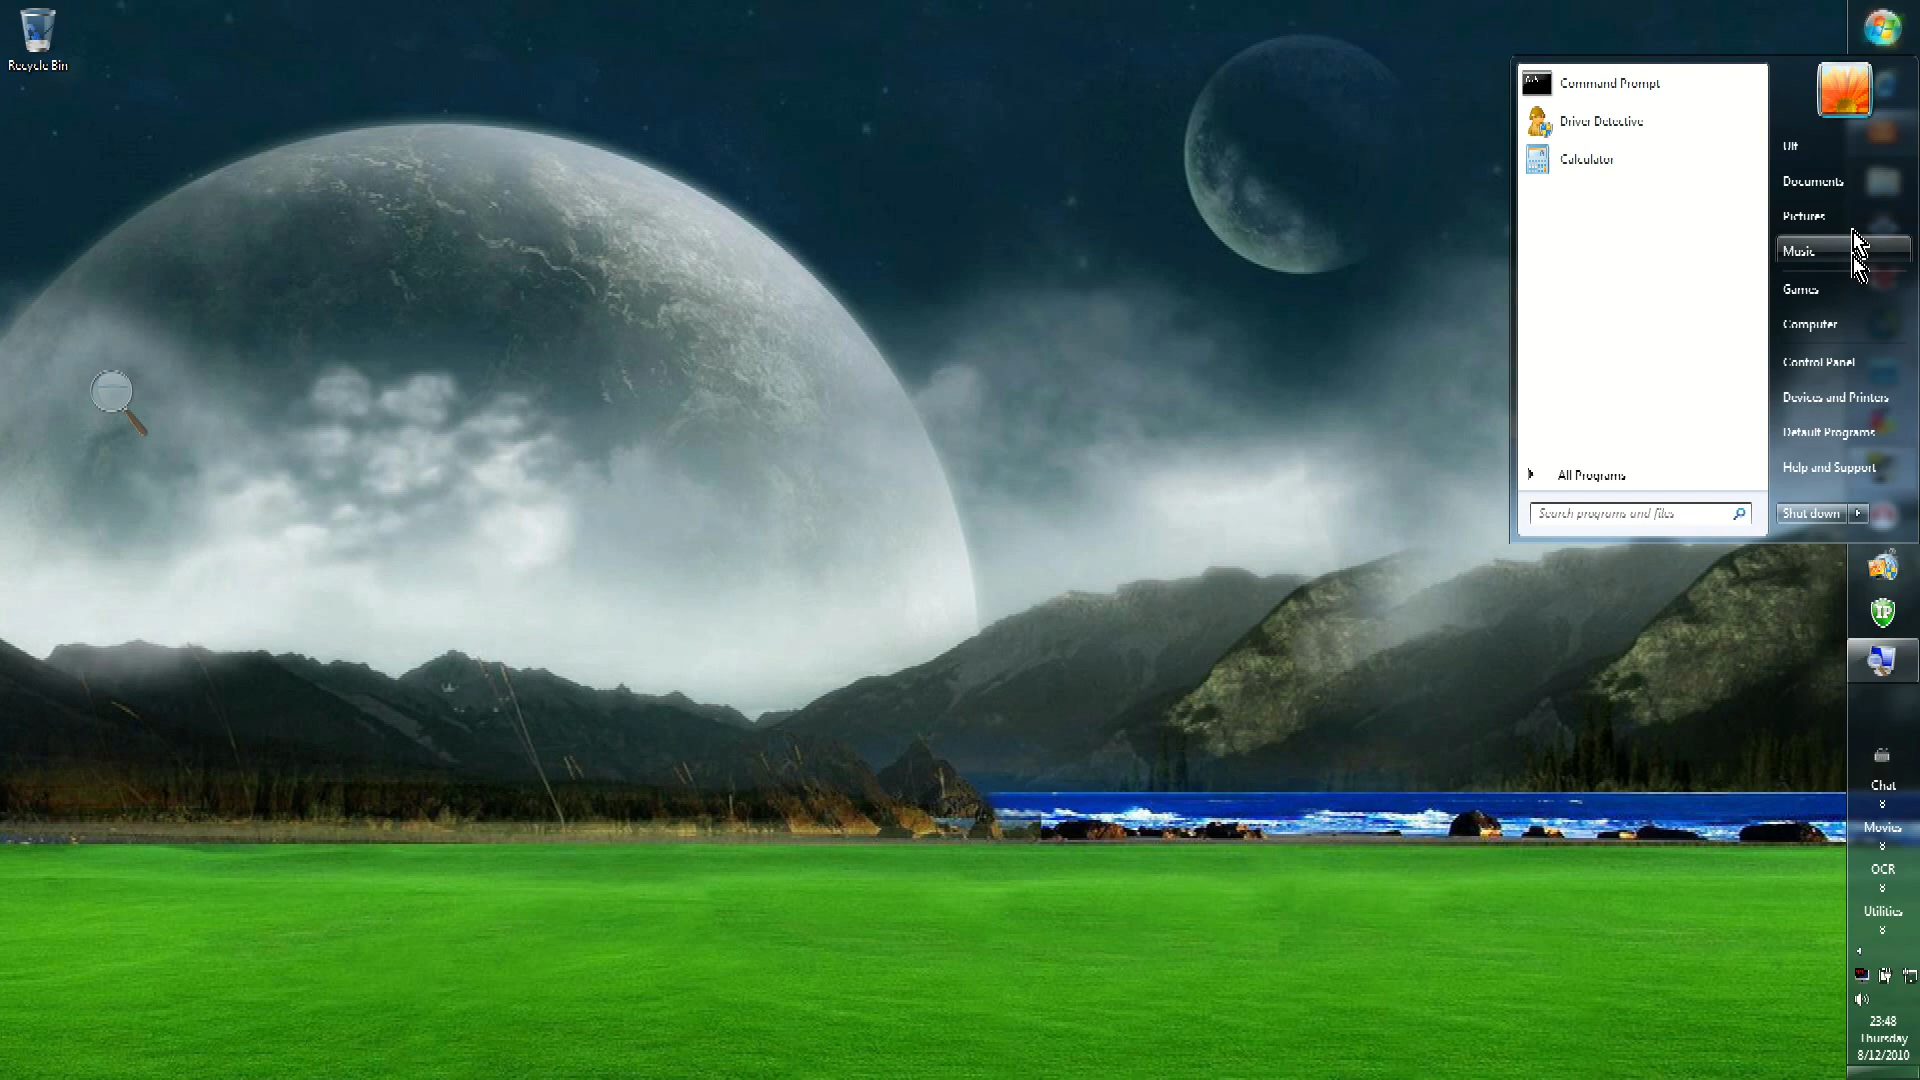 Recycle Bin
Command Prompt
Driver Detective
Calculator
All Programs
Search programs and files
Ulf
Documents
Pictures
Music
Games
Computer
Control Panel
Devices and Printers
Default Programs
Help and Support
Shut down
IP
Chat
Movies
OCR
Utilities
23:48
Thursday
8/12/2010